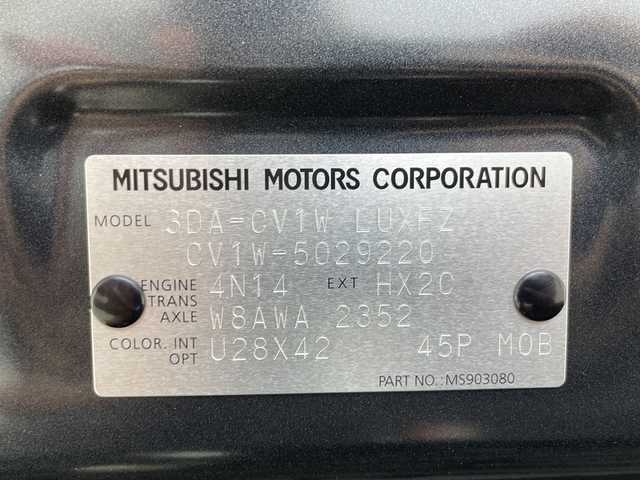 MITSUBISHI MOTORS CORPORATION
MODEL 3DA-CV1W LUXFZ
CV1W-5029220
ENGINE 4N14 EXT HX2C
TRANS AXLE W8AWA 2352
COLOR. INT OPT U28X42 45P M0B
PART NO.:MS903080